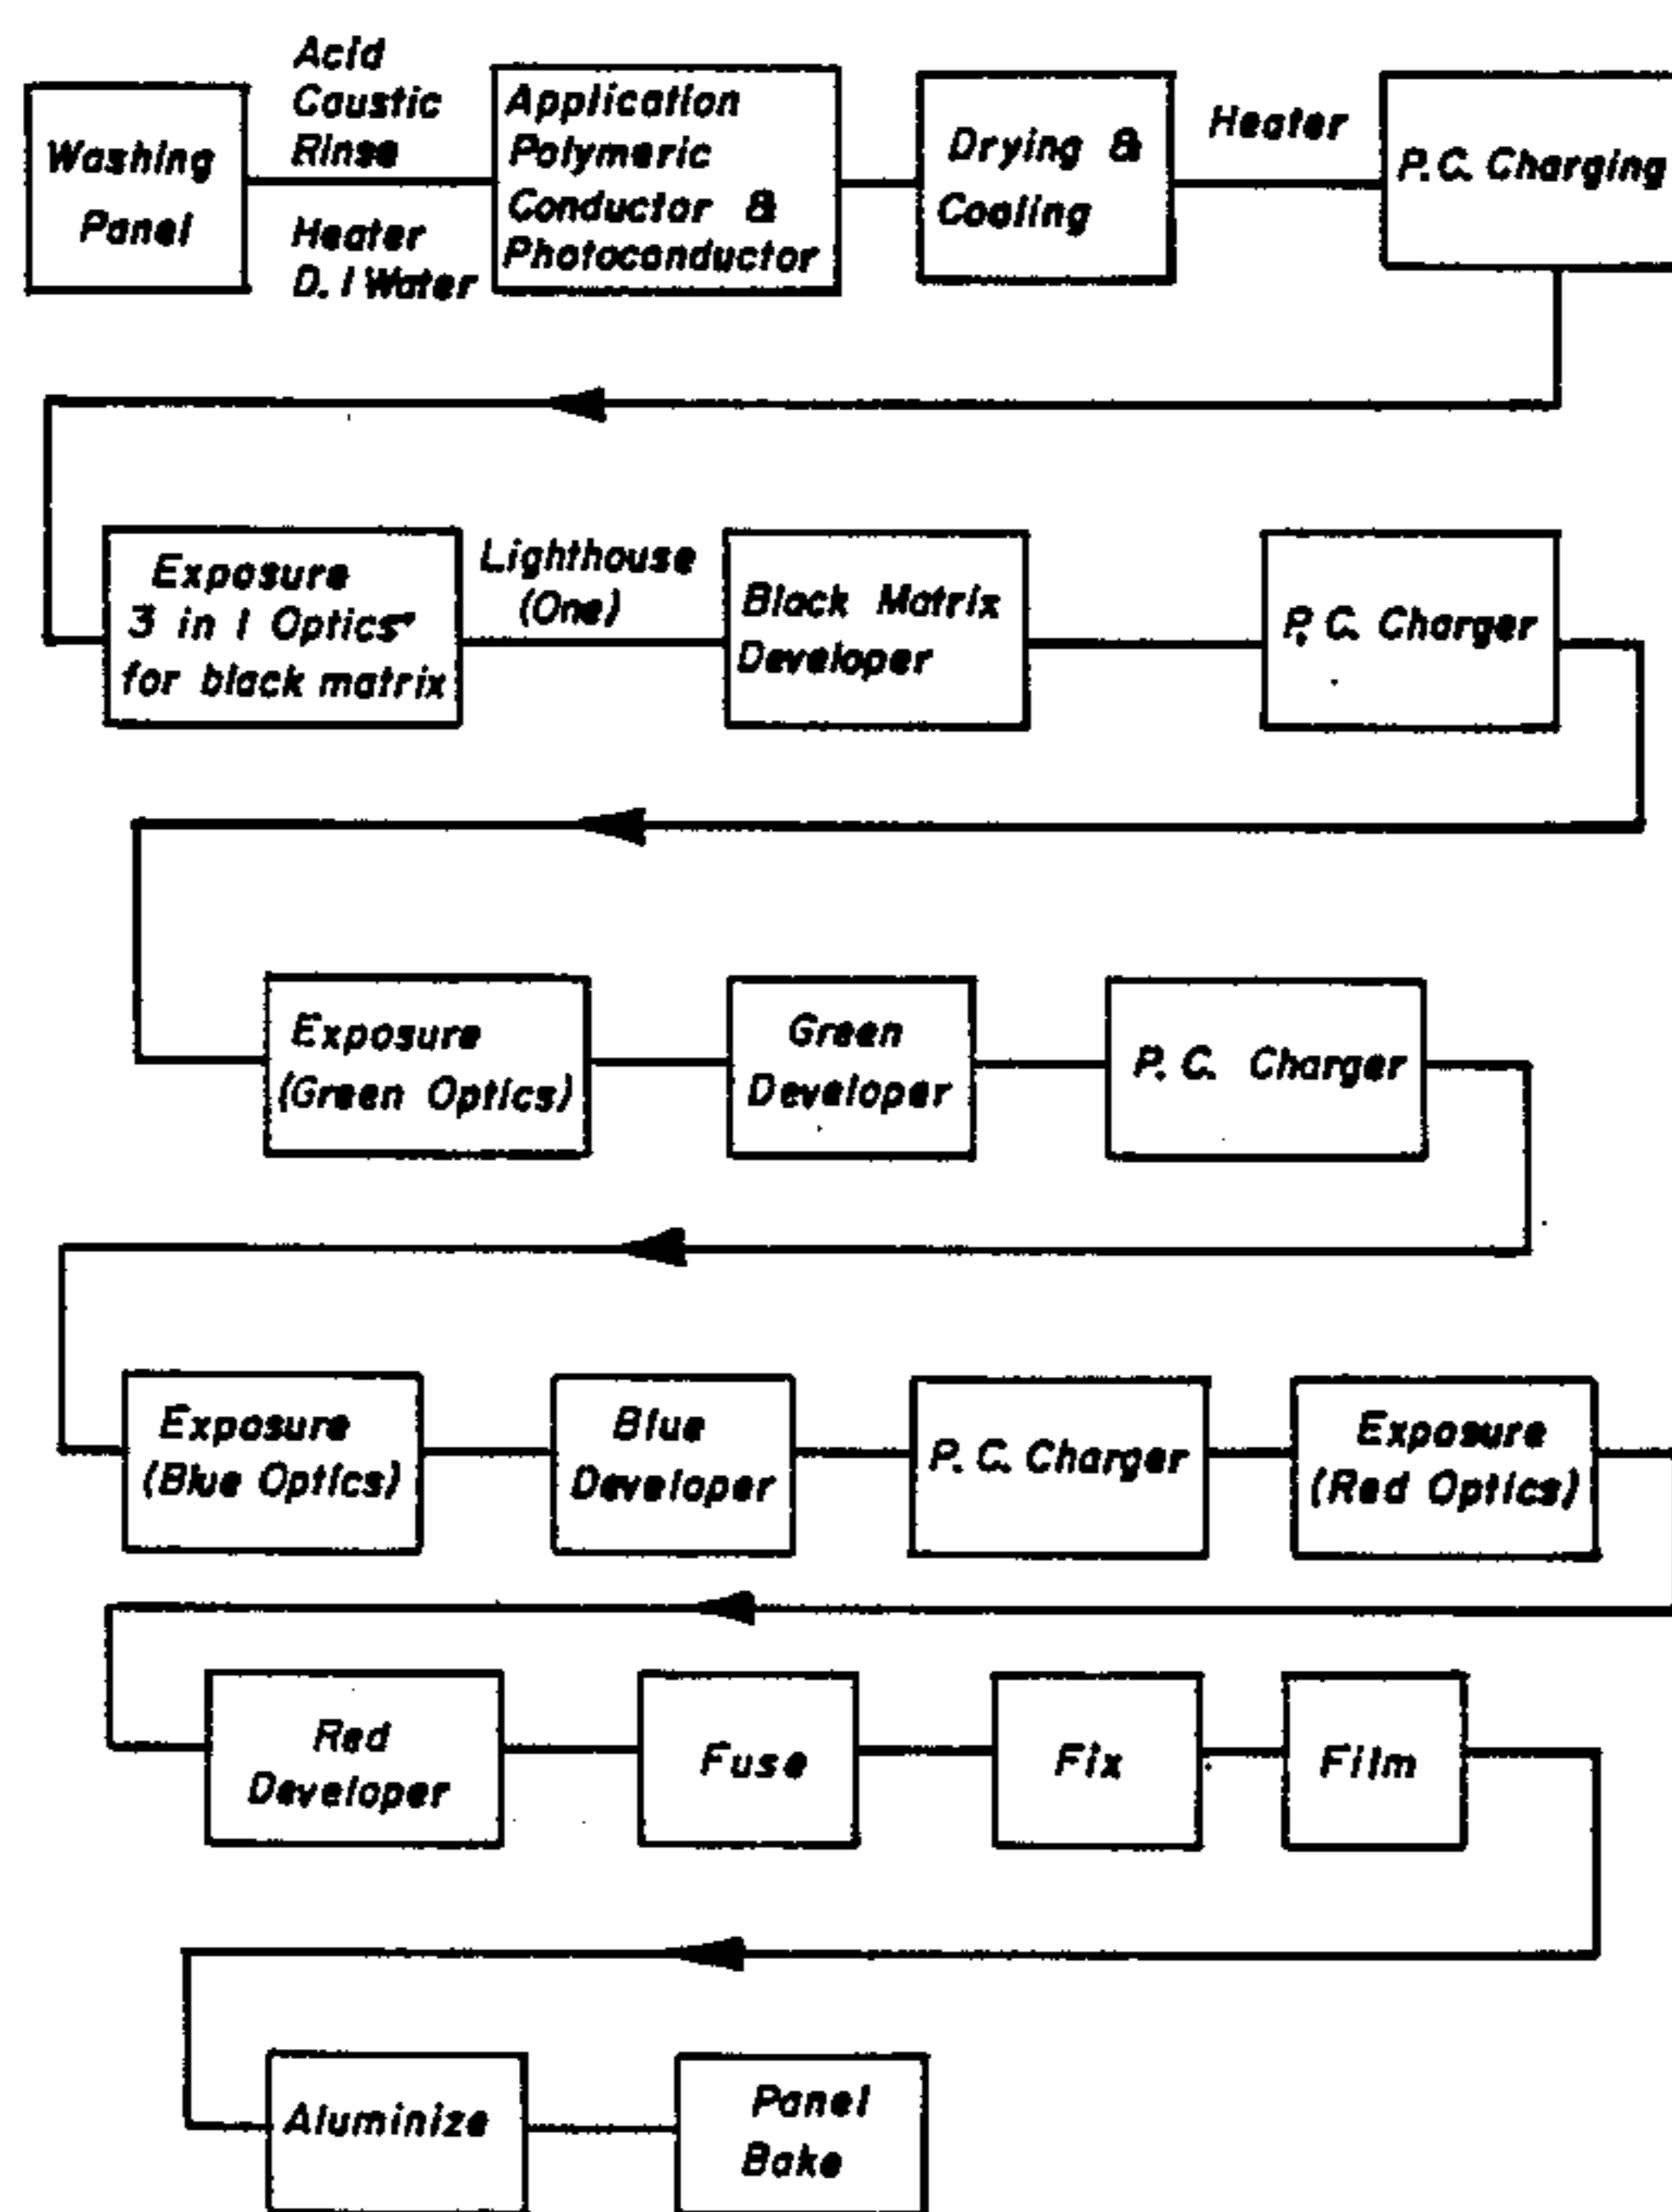 Washing
Panel
Acid
Caustic
Rinse
Heater
D. I Water
Application
Polymeric
Conductor &
Photoconductor
Drying &
Cooling
Heater
P.C. Charging
Exposure
3 in 1 Optics
for black matrix
Lighthouse
(One)
Black Matrix
Developer
P. C. Charger
Exposure
(Green Optics)
Green
Developer
P. C. Charger
Exposure
(Blue Optics)
Blue
Developer
P. C. Charger
Exposure
(Red Optics)
Red
Developer
Fuse
Fix
Film
Aluminize
Panel
Bake